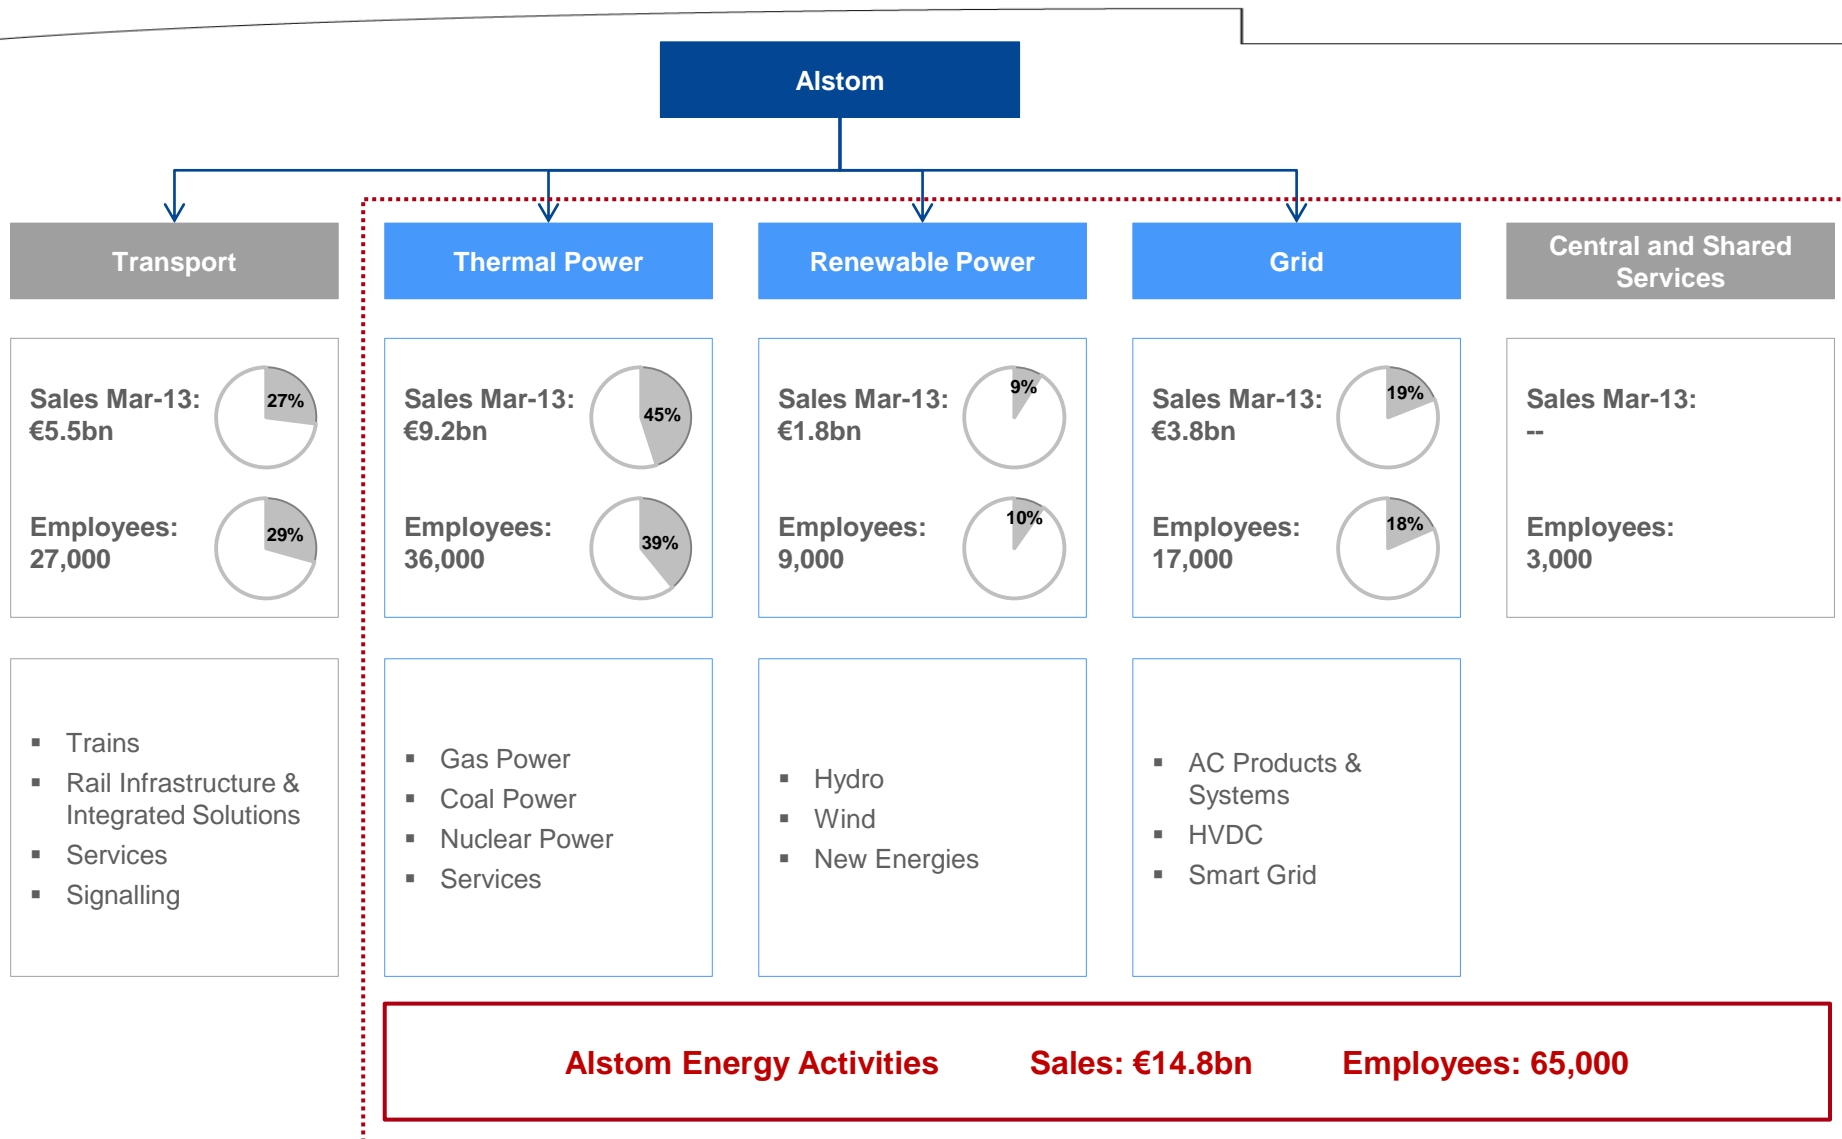 Alstom
Transport
Sales Mar-13:
€5.5bn
27%
Employees:
27,000
29%
▪ Trains
▪ Rail Infrastructure &
Integrated Solutions
▪ Services
▪ Signalling
Thermal Power
Sales Mar-13:
€9.2bn
45%
Employees:
36,000
39%
▪ Gas Power
▪ Coal Power
▪ Nuclear Power
▪ Services
Renewable Power
Sales Mar-13:
€1.8bn
9%
Employees:
9,000
10%
▪ Hydro
▪ Wind
▪ New Energies
Grid
Sales Mar-13:
€3.8bn
19%
Employees:
17,000
18%
▪ AC Products &
Systems
▪ HVDC
▪ Smart Grid
Central and Shared
Services
Sales Mar-13:
--
Employees:
3,000
Alstom Energy Activities Sales: €14.8bn Employees: 65,000